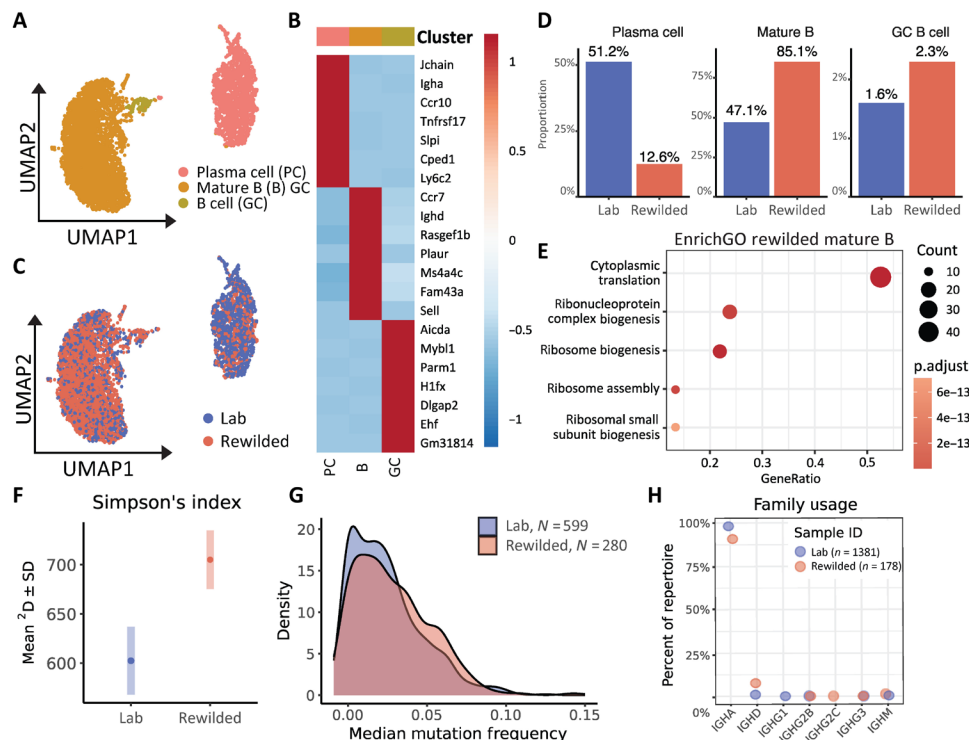 A
UMAP2
UMAP1
Plasma cell (PC)
Mature B (B) GC
B cell (GC)
B
Cluster
Jchain
Igha
Ccr10
Tnfrsf17
Slpi
Cped1
Ly6c2
Ccr7
Ighd
Rasgef1b
Plaur
Ms4a4c
Fam43a
Sell
Aicda
Mybl1
Parm1
H1fx
Dlgap2
Ehf
Gm31814
PC
B
GC
1
0.5
0
−0.5
−1
C
UMAP2
UMAP1
Lab
Rewilded
D
Proportiortion
Plasma cell
51.2%
12.6%
50%
25%
0%
Lab
Rewilded
Mature B
85.1%
47.1%
75%
50%
25%
0%
Lab
Rewilded
GC B cell
2.3%
1.6%
2%
1%
0%
Lab
Rewilded
E
EnrichGO rewilded mature B
Cytoplasmic
translation
Ribonucleoprotein
complex biogenesis
Ribosome biogenesis
Ribosome assembly
Ribosomal small
subunit biogenesis
0.2
0.3
0.4
0.5
GeneRatio
Count
10
20
30
40
p.adjust
6e−13
4e−13
2e−13
F
Simpson's index
Mean ²D ± SD
700
650
600
Lab
Rewilded
G
Density
20
15
10
5
0
0.00
0.05
0.10
0.15
Median mutation frequency
Lab, N = 599
Rewilded, N = 280
H
Family usage
Percent of repertoire
100%
75%
50%
25%
0%
Sample ID
Lab (n = 1381)
Rewilded (n = 178)
IGHA
IGHD
IGHG1
IGHG2B
IGHG2C
IGHG3
IGHM